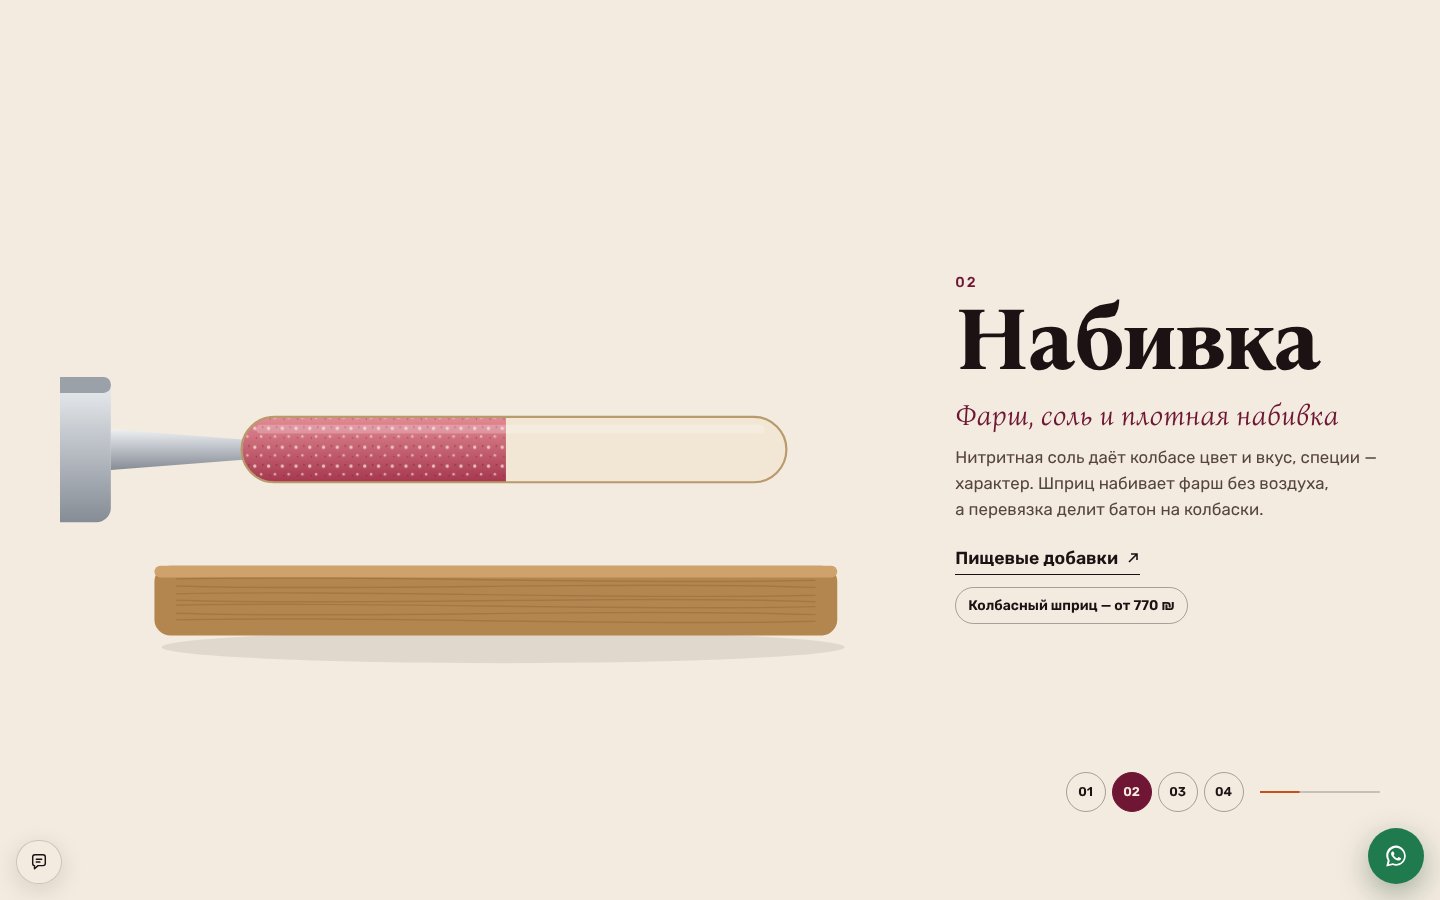 02
Набивка
Фарш, соль и плотная набивка
Нитритная соль даёт колбасе цвет и вкус, специи —
характер. Шприц набивает фарш без воздуха,
а перевязка делит батон на колбаски.
Пищевые добавки ↗
Колбасный шприц — от 770 ₪
01 02 03 04